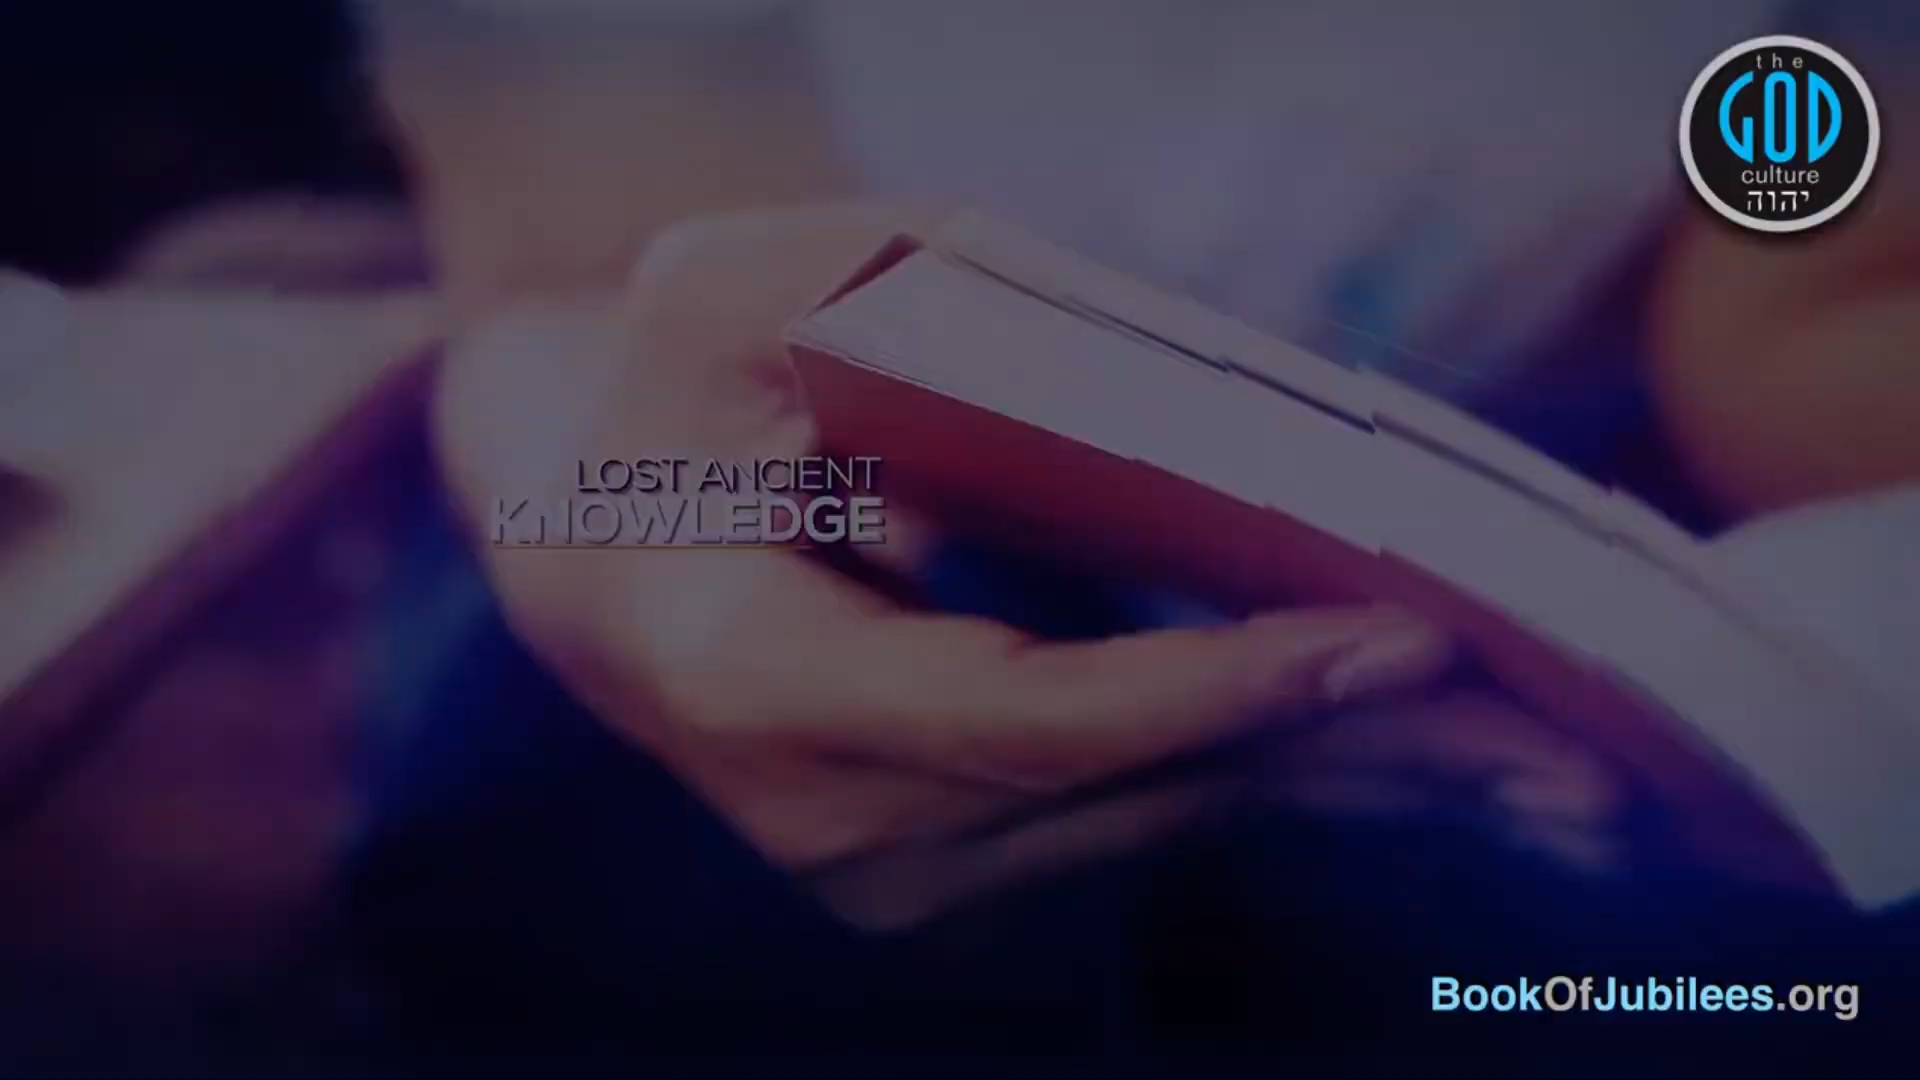 the
GOD
culture
יהוה
LOST ANCIENT
KNOWLEDGE
BookOfJubilees.org